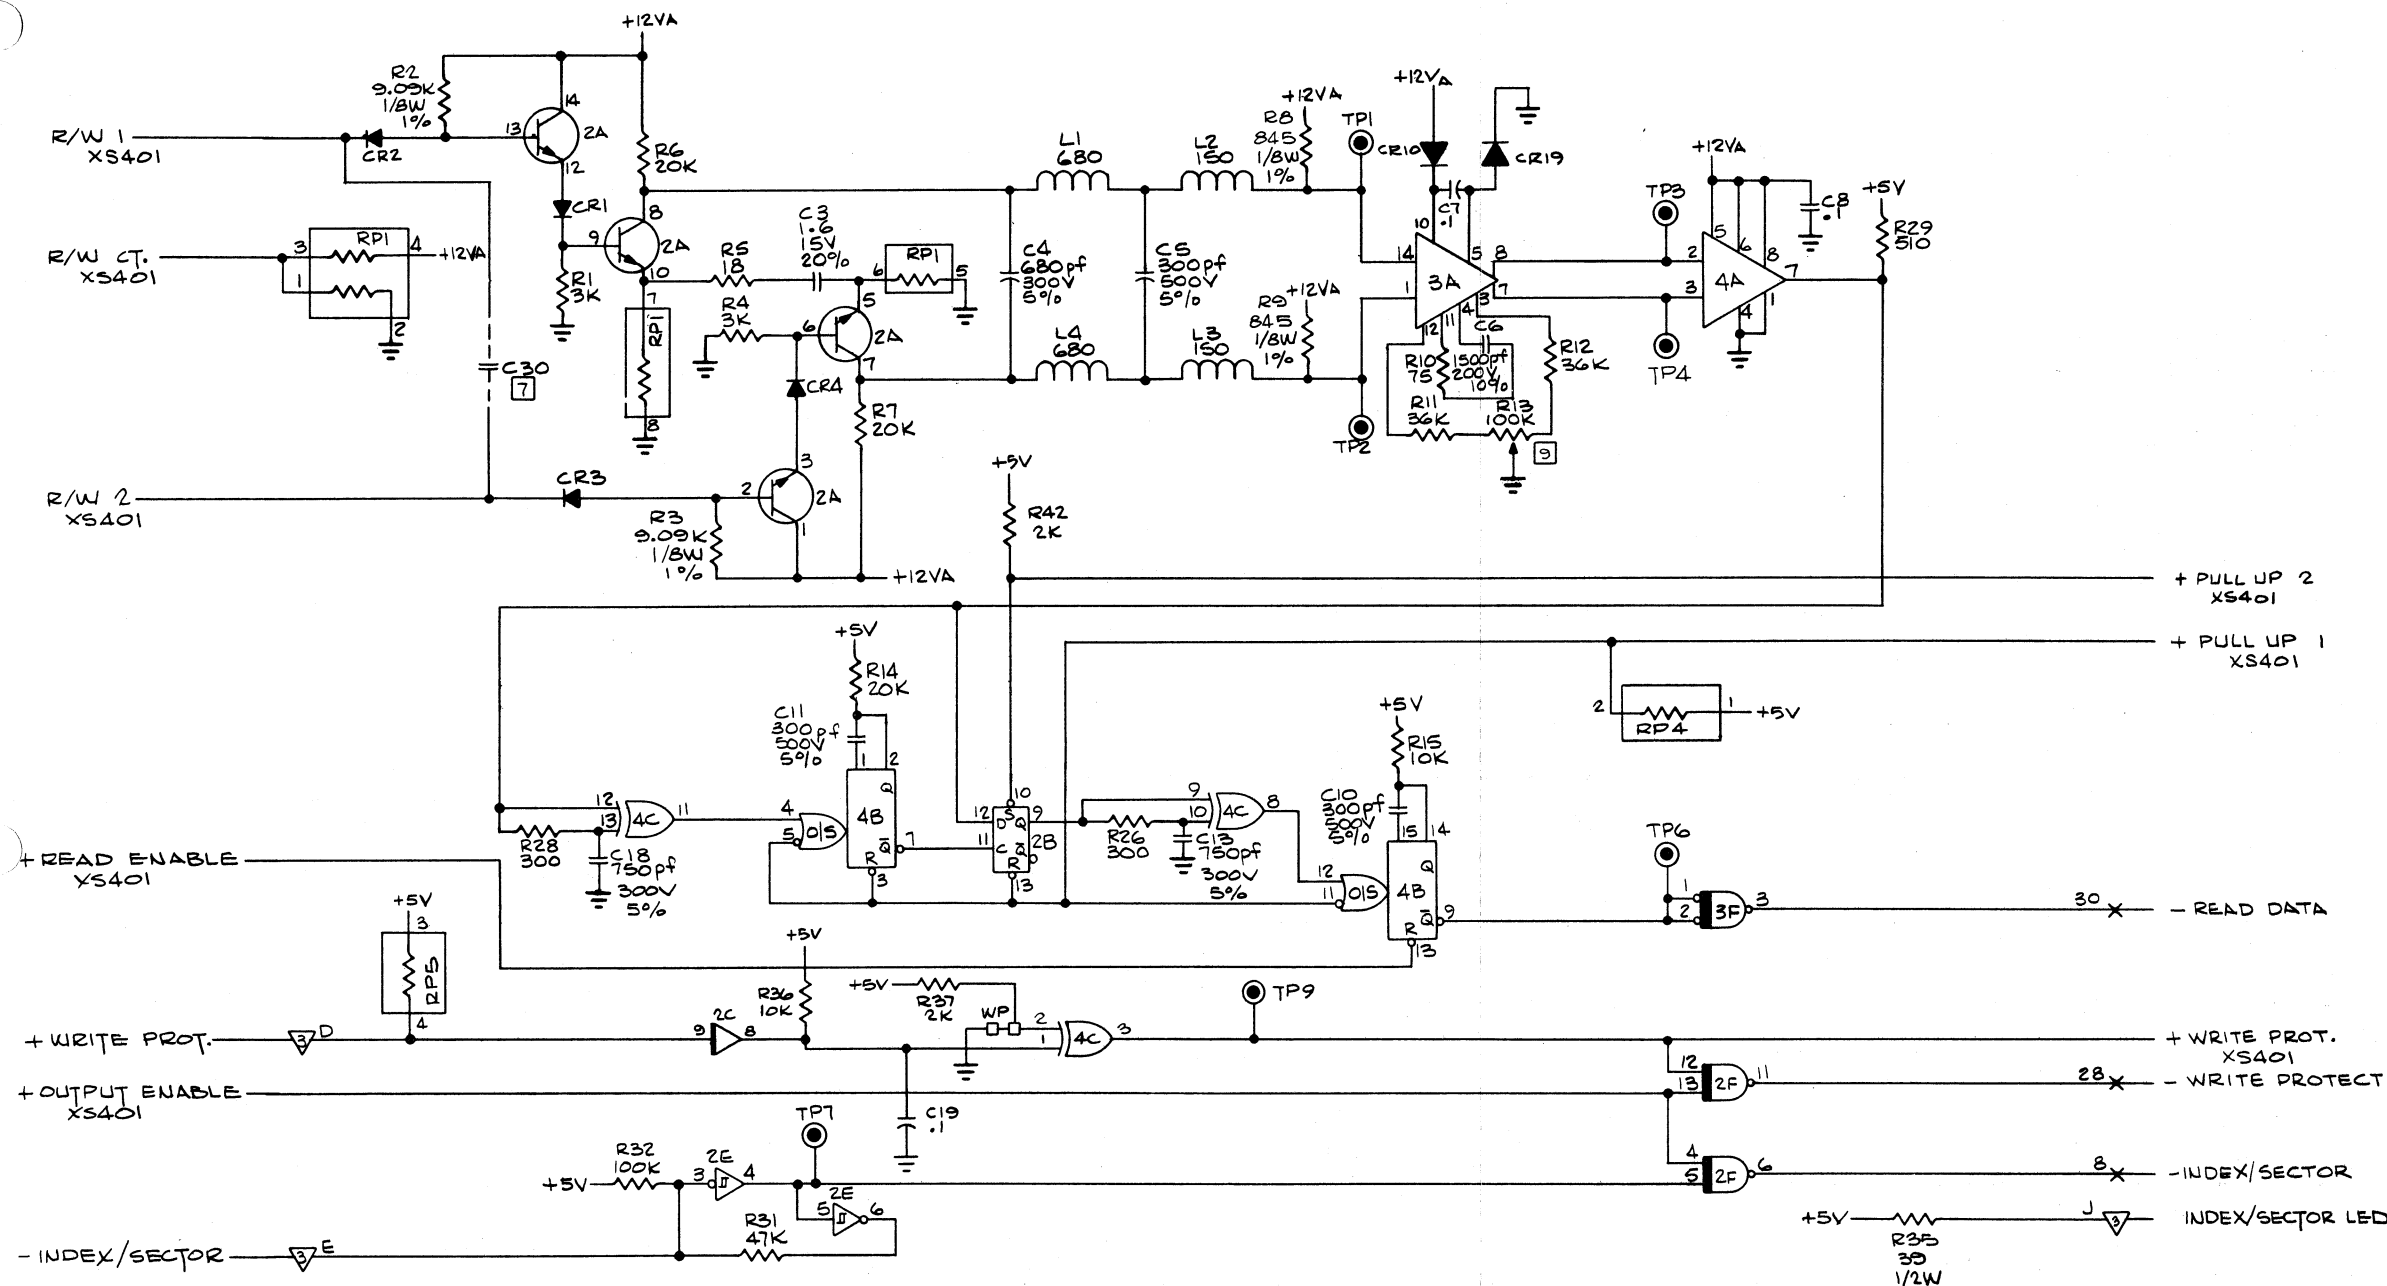 +12VA
R2
9.09K
1/8W
1%
14
13
2A
12
R/W 1
XS401
CR2
R6
20K
CR1
8
9
2A
10
R/W CT.
XS401
3
RP1
4
+12VA
1
2
R1
3K
7
RP1
8
R5
18
C3
1.6
15V
20%
6
RP1
5
R4
3K
5
6
2A
7
CR4
R7
20K
C30
7
R/W 2
XS401
CR3
3
2
2A
1
R3
9.09K
1/8W
1%
+12VA
L1
680
L2
150
C4
680pf
300V
5%
C5
300pf
500V
5%
L4
680
L3
150
+12VA
R8
845
1/8W
1%
TP1
R9
+12VA
845
1/8W
1%
TP2
+12VA
CR10
CR19
C7
.1
10
5
14
8
3A
1
7
3
4
12
11
C6
1500pf
200V
10%
R10
75
R12
36K
R11
36K
R13
100K
9
TP3
TP4
+12VA
C8
.1
5
6
8
2
4A
7
3
1
4
+5V
R29
510
+5V
R42
2K
+ PULL UP 2
XS401
+ PULL UP 1
XS401
2
1
+5V
RP4
+5V
R14
20K
C11
300pf
500V
5%
1
2
Q
4B
12
13
4C
11
4
5
O/S
Q
7
R
3
R28
300
C18
750pf
300V
5%
10
S
12
D
Q
9
11
C
Q
2B
R
13
9
10
4C
8
R26
300
C13
750pf
300V
5%
+5V
R15
10K
C10
300pf
500V
5%
15
14
Q
12
11
O/S
4B
Q
9
R
13
TP6
1
2
3F
3
30
- READ DATA
+ READ ENABLE
XS401
+5V
3
RP5
4
+5V
R36
10K
+5V
R37
2K
WP
2
1
4C
3
TP9
+ WRITE PROT.
3
D
9
2C
8
+ WRITE PROT.
XS401
12
13
2F
11
28
- WRITE PROTECT
+ OUTPUT ENABLE
XS401
C19
.1
TP7
R32
100K
+5V
3
2E
4
2E
5
6
R31
47K
4
5
2F
6
8
-INDEX/SECTOR
+5V
J
3
INDEX/SECTOR LED
R35
39
1/2W
- INDEX/SECTOR
3
E